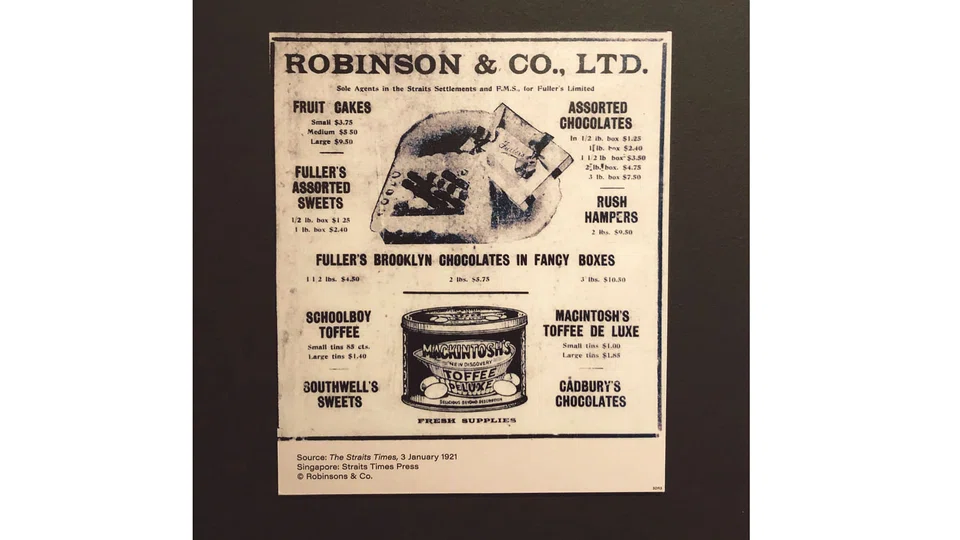 ROBINSON & CO., LTD.
Sole Agents in the Straits Settlements and F.M.S., for Fuller's Limited
FRUIT CAKES
Small $3.75
Medium $5 50
Large $9.50
FULLER'S
ASSORTED
SWEETS
1/2 lb. box $1 25
1 lb. box $2.40
Fuller's
ASSORTED
CHOCOLATES
In 1/2 lb. box $1.25
1 lb. box $2.40
1 1/2 lb box $3.50
2 lb. box. $4.75
3 lb. box $7.50
RUSH
HAMPERS
2 lbs. $9.50
FULLER'S BROOKLYN CHOCOLATES IN FANCY BOXES
1 1 2 lbs. $4.50
2 lbs. $5.75
3 lbs. $10.50
SCHOOLBOY
TOFFEE
Small tins 85 cts.
Large tins $1.40
SOUTHWELL'S
SWEETS
MACKINTOSH'S
TOFFEE
DELUXE
FRESH SUPPLIES
MACINTOSH'S
TOFFEE DE LUXE
Small tins $1.00
Large tins $1.85
CADBURY'S
CHOCOLATES
Source: The Straits Times, 3 January 1921
Singapore: Straits Times Press
© Robinsons & Co.